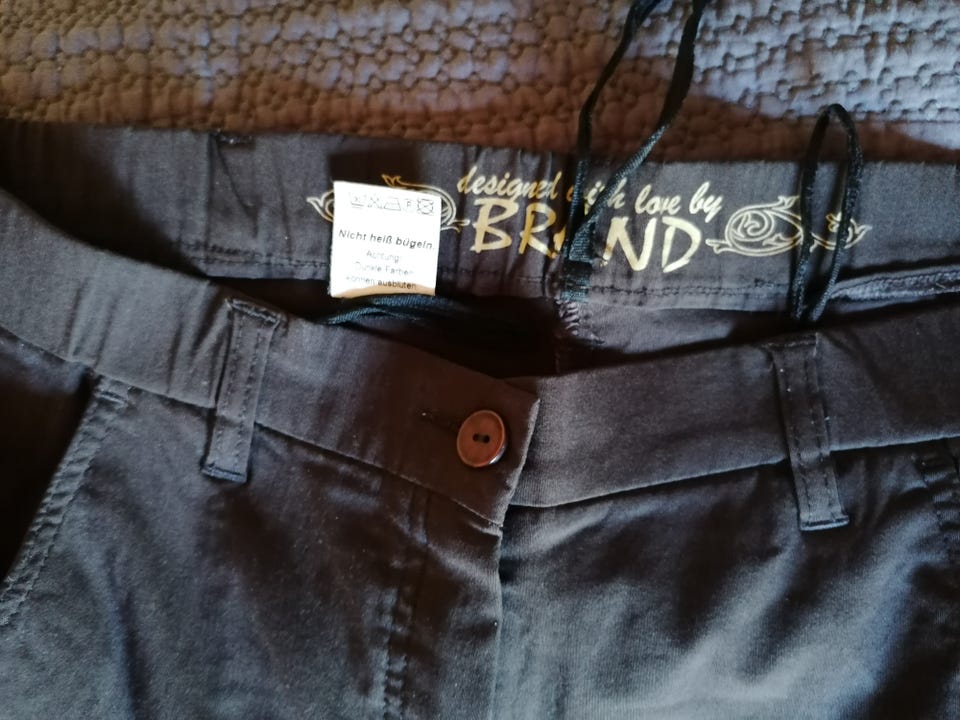 designed with love by
BRAND
Nicht heiß bügeln
Achtung:
Dunkle Farben
können ausbluten